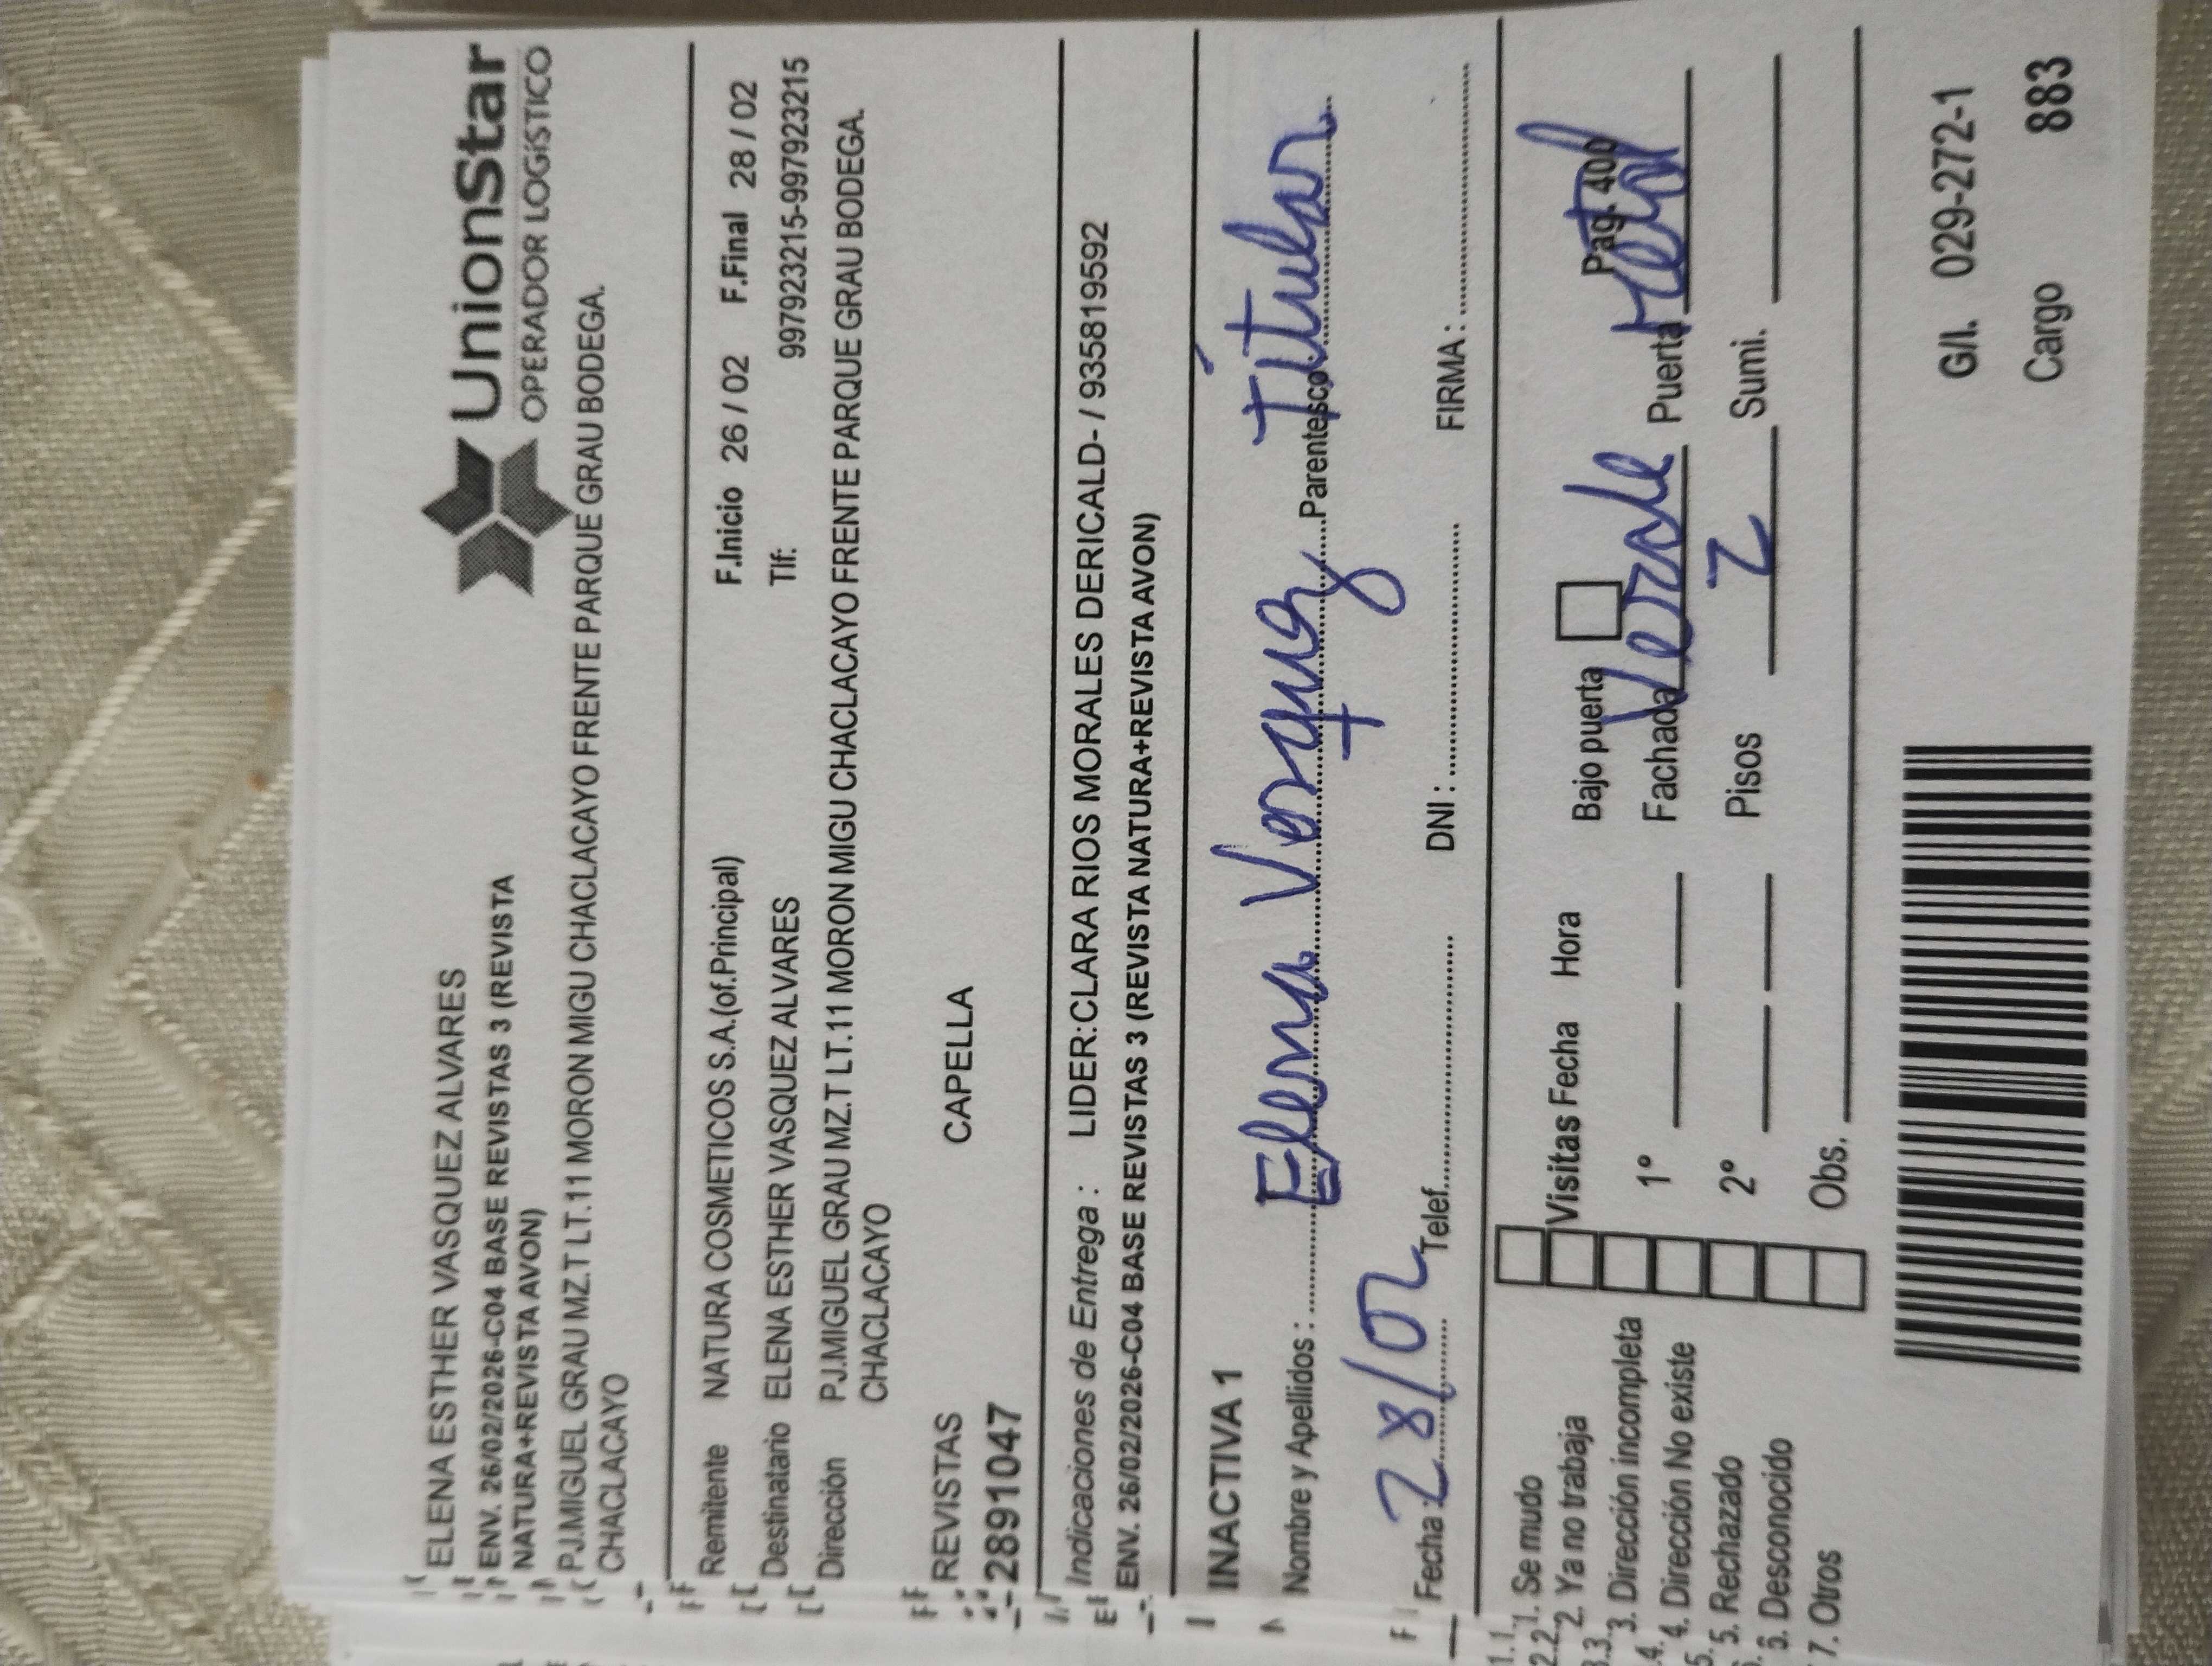 UnionStar
OPERADOR LOGÍSTICO
ELENA ESTHER VASQUEZ ALVARES
ENV. 26/02/2026-C04 BASE REVISTAS 3 (REVISTA
NATURA+REVISTA AVON)
PJ.MIGUEL GRAU MZ.T LT.11 MORON MIGU CHACLACAYO FRENTE PARQUE GRAU BODEGA.
CHACLACAYO
Remitente NATURA COSMETICOS S.A.(of.Principal) F.Inicio 26 / 02 F.Final 28 / 02
Destinatario ELENA ESTHER VASQUEZ ALVARES Tlf: 997923215-997923215
Dirección PJ.MIGUEL GRAU MZ.T LT.11 MORON MIGU CHACLACAYO FRENTE PARQUE GRAU BODEGA.
CHACLACAYO
REVISTAS CAPELLA
2891047
Indicaciones de Entrega : LIDER:CLARA RIOS MORALES DERICALD- / 935819592
ENV. 26/02/2026-C04 BASE REVISTAS 3 (REVISTA NATURA+REVISTA AVON)
INACTIVA 1
Nombre y Apellidos : Elena Vasquez Parentesco Titular
Fecha : 28/02 Telef. DNI : FIRMA :
1. Se mudo
2. Ya no trabaja Visitas Fecha Hora Bajo puerta Pag. 400
3. Dirección incompleta 1° Fachada Verde Puerta Metal
4. Dirección No existe
5. Rechazado 2° Pisos 2 Sumi.
6. Desconocido
7. Otros Obs.
G/I. 029-272-1
Cargo 883